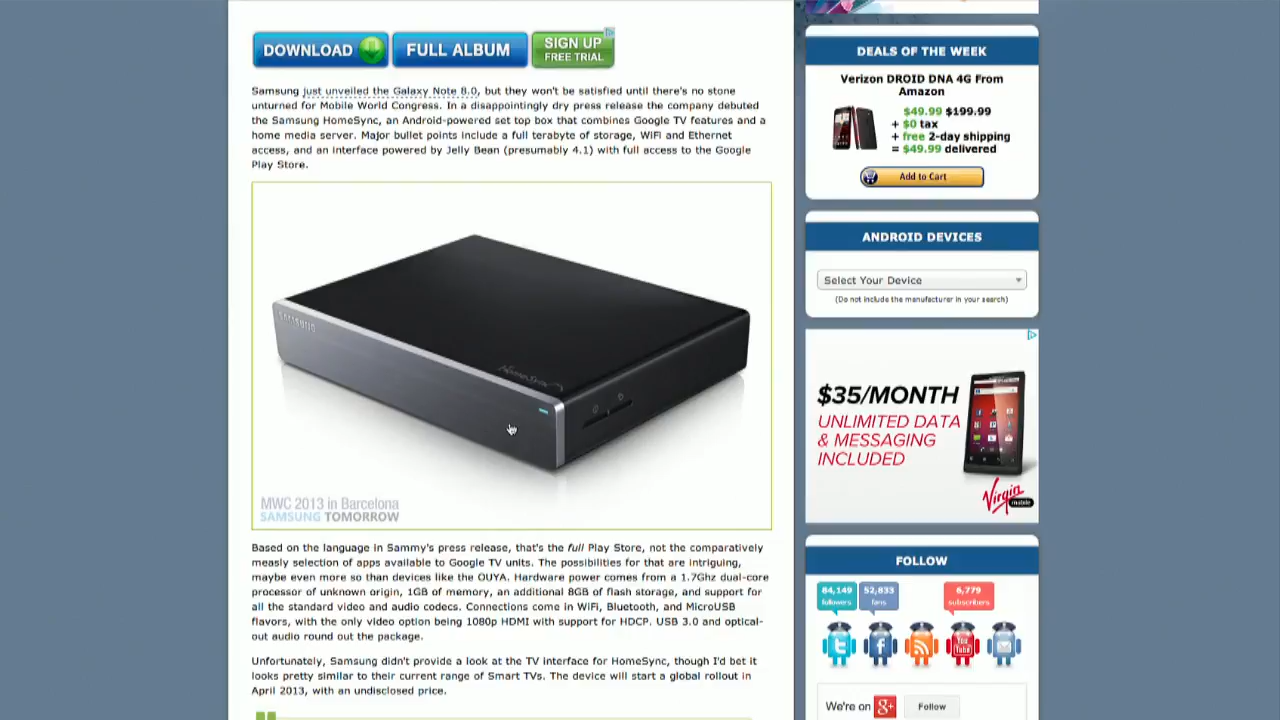 DOWNLOAD
FULL ALBUM
SIGN UP
FREE TRIAL
Samsung just unveiled the Galaxy Note 8.0, but they won't be satisfied until there's no stone
unturned for Mobile World Congress. In a disappointingly dry press release the company debuted
the Samsung HomeSync, an Android-powered set top box that combines Google TV features and a
home media server. Major bullet points include a full terabyte of storage, WiFi and Ethernet
access, and an interface powered by Jelly Bean (presumably 4.1) with full access to the Google
Play Store.
SAMSUNG
HomeSync
MWC 2013 in Barcelona
SAMSUNG TOMORROW
Based on the language in Sammy's press release, that's the full Play Store, not the comparatively
measly selection of apps available to Google TV units. The possibilities for that are intriguing,
maybe even more so than devices like the OUYA. Hardware power comes from a 1.7Ghz dual-core
processor of unknown origin, 1GB of memory, an additional 8GB of flash storage, and support for
all the standard video and audio codecs. Connections come in WiFi, Bluetooth, and MicroUSB
flavors, with the only video option being 1080p HDMI with support for HDCP. USB 3.0 and optical-
out audio round out the package.
Unfortunately, Samsung didn't provide a look at the TV interface for HomeSync, though I'd bet it
looks pretty similar to their current range of Smart TVs. The device will start a global rollout in
April 2013, with an undisclosed price.
DEALS OF THE WEEK
Verizon DROID DNA 4G From
Amazon
$49.99 $199.99
+ $0 tax
+ free 2-day shipping
= $49.99 delivered
Add to Cart
ANDROID DEVICES
Select Your Device
(Do not include the manufacturer in your search)
$35/MONTH
UNLIMITED DATA
& MESSAGING
INCLUDED
Virgin
mobile
FOLLOW
84,149
followers
52,833
fans
6,779
subscribers
You
Tube
We're on g+ Follow